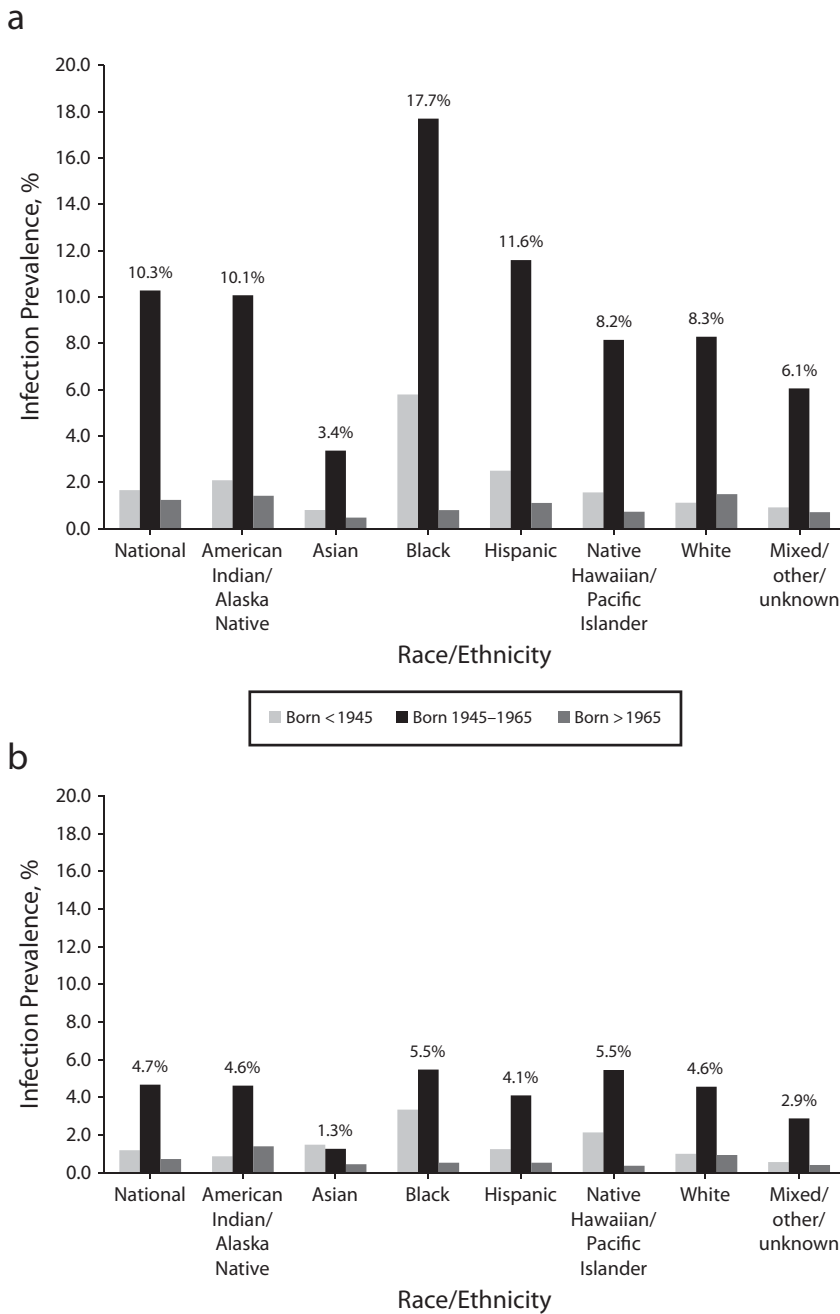 a
20.0
18.0
16.0
14.0
12.0
10.0
8.0
6.0
4.0
2.0
0.0
Infection Prevalence, %
10.3%
10.1%
3.4%
17.7%
11.6%
8.2%
8.3%
6.1%
National
American
Indian/
Alaska
Native
Asian
Black
Hispanic
Native
Hawaiian/
Pacific
Islander
White
Mixed/
other/
unknown
Race/Ethnicity
Born < 1945 Born 1945–1965 Born > 1965
b
20.0
18.0
16.0
14.0
12.0
10.0
8.0
6.0
4.0
2.0
0.0
Infection Prevalence, %
4.7%
4.6%
1.3%
5.5%
4.1%
5.5%
4.6%
2.9%
National
American
Indian/
Alaska
Native
Asian
Black
Hispanic
Native
Hawaiian/
Pacific
Islander
White
Mixed/
other/
unknown
Race/Ethnicity